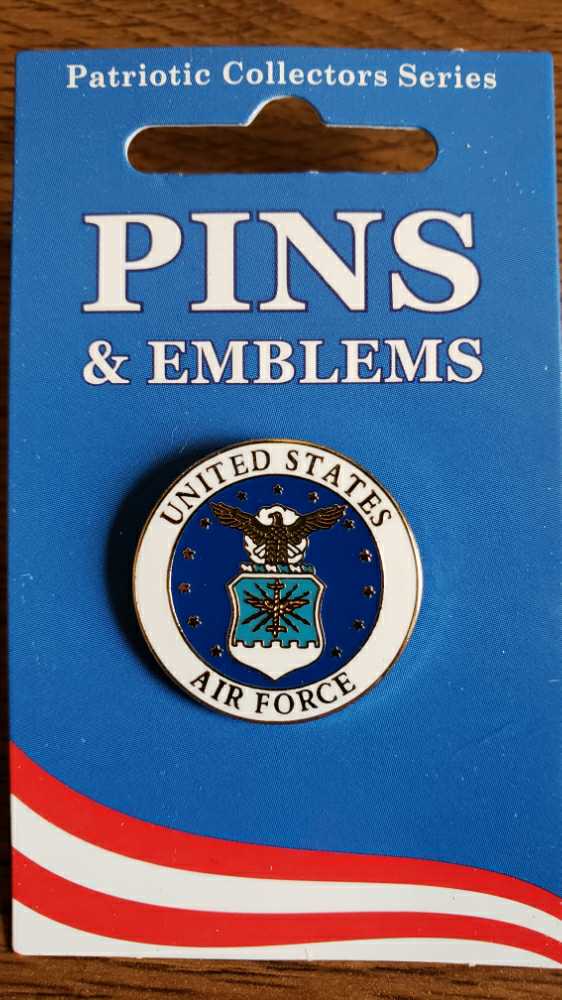 Patriotic Collectors Series
PINS
& EMBLEMS
UNITED STATES
AIR FORCE